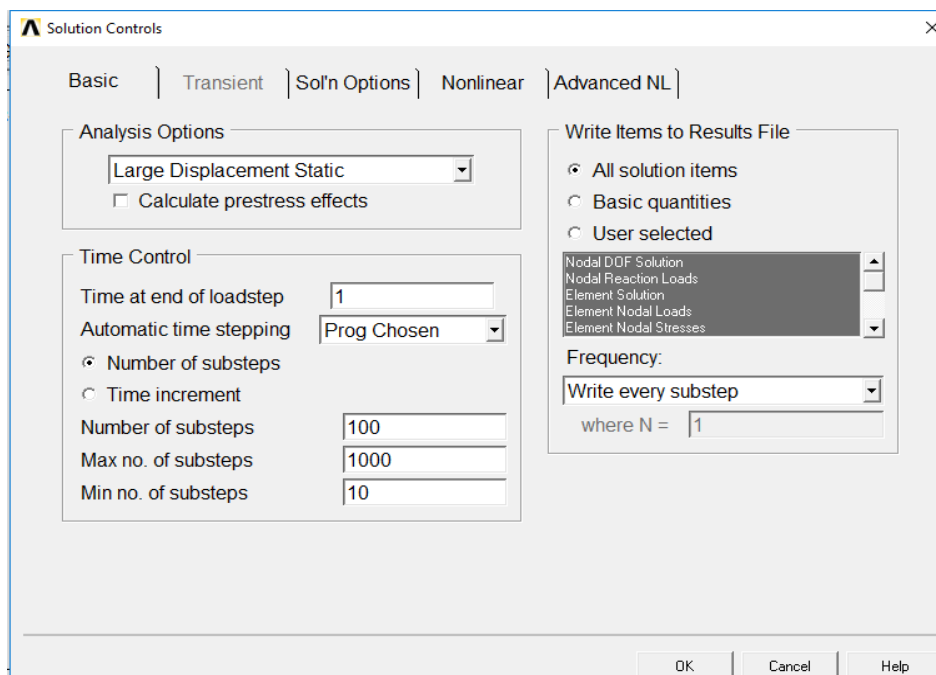 Solution Controls
Basic
Transient
Sol'n Options
Nonlinear
Advanced NL
Analysis Options
Large Displacement Static
Calculate prestress effects
Time Control
Time at end of loadstep
1
Automatic time stepping
Prog Chosen
Number of substeps
Time increment
Number of substeps
100
Max no. of substeps
1000
Min no. of substeps
10
Write Items to Results File
All solution items
Basic quantities
User selected
Nodal DOF Solution
Nodal Reaction Loads
Element Solution
Element Nodal Loads
Element Nodal Stresses
Frequency:
Write every substep
where N =
1
OK
Cancel
Help